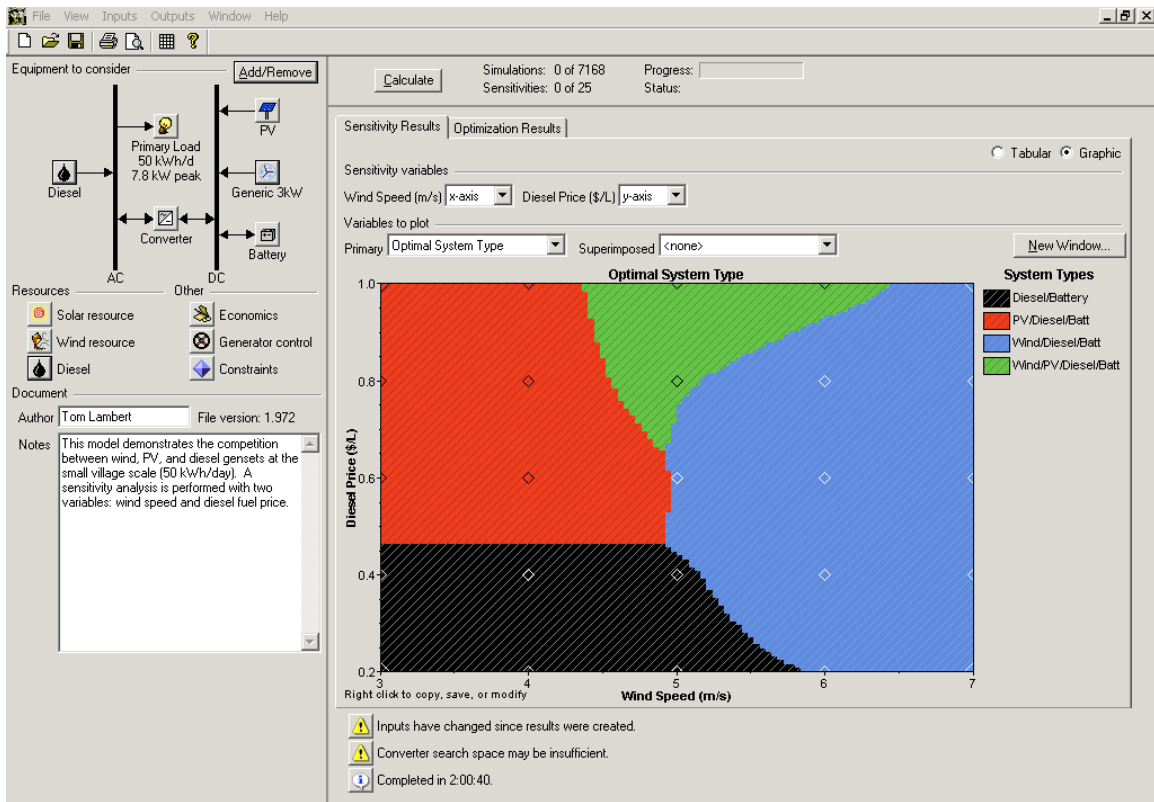 File View Inputs Outputs Window Help
Equipment to consider
Add/Remove
Primary Load
50 kWh/d
7.8 kW peak
PV
Diesel
Generic 3kW
Converter
Battery
AC
DC
Resources
Other
Solar resource
Economics
Wind resource
Generator control
Diesel
Constraints
Document
Author Tom Lambert File version: 1.972
Notes
This model demonstrates the competition
between wind, PV, and diesel gensets at the
small village scale (50 kWh/day). A
sensitivity analysis is performed with two
variables: wind speed and diesel fuel price.
Calculate
Simulations: 0 of 7168 Progress:
Sensitivities: 0 of 25 Status:
Sensitivity Results Optimization Results
Tabular Graphic
Sensitivity variables
Wind Speed (m/s) x-axis Diesel Price ($/L) y-axis
Variables to plot
Primary Optimal System Type Superimposed <none> New Window...
Optimal System Type
System Types
Diesel/Battery
PV/Diesel/Batt
Wind/Diesel/Batt
Wind/PV/Diesel/Batt
1.0
0.8
0.6
0.4
0.2
Diesel Price ($/L)
3 4 5 6 7
Right click to copy, save, or modify
Wind Speed (m/s)
Inputs have changed since results were created.
Converter search space may be insufficient.
Completed in 2:00:40.